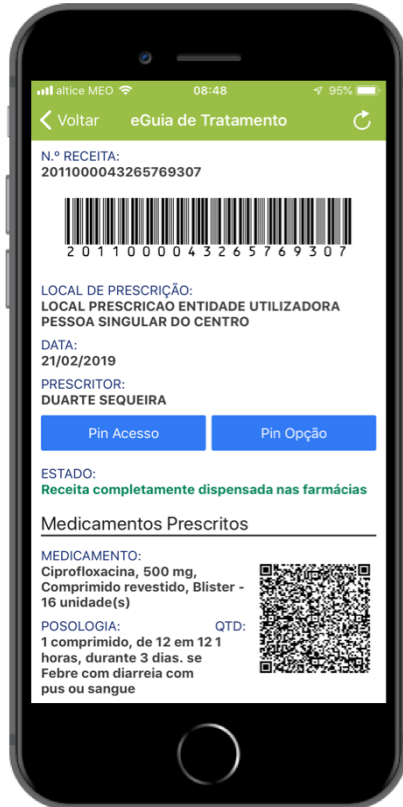 altice MEO 08:48 95%
Voltar eGuia de Tratamento
N.º RECEITA:
2011000043265769307
2011000043265769307
LOCAL DE PRESCRIÇÃO:
LOCAL PRESCRICAO ENTIDADE UTILIZADORA
PESSOA SINGULAR DO CENTRO
DATA:
21/02/2019
PRESCRITOR:
DUARTE SEQUEIRA
Pin Acesso Pin Opção
ESTADO:
Receita completamente dispensada nas farmácias
Medicamentos Prescritos
MEDICAMENTO:
Ciprofloxacina, 500 mg,
Comprimido revestido, Blister -
16 unidade(s)
POSOLOGIA: QTD:
1 comprimido, de 12 em 12 1
horas, durante 3 dias. se
Febre com diarreia com
pus ou sangue